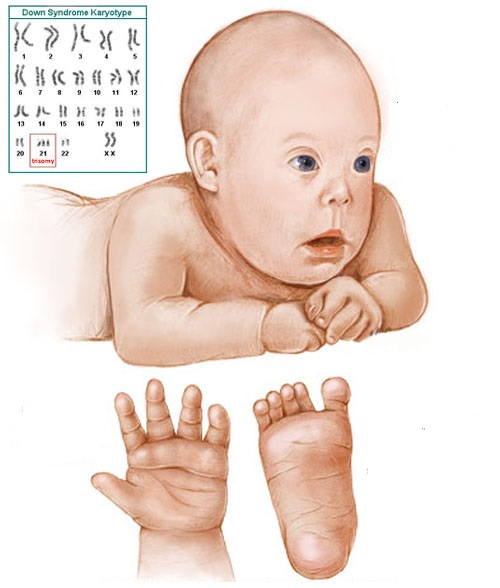 Down Syndrome Karyotype
1 2 3 4 5
6 7 8 9 10 11 12
13 14 15 16 17 18 19
20 21 22 X X
trisomy